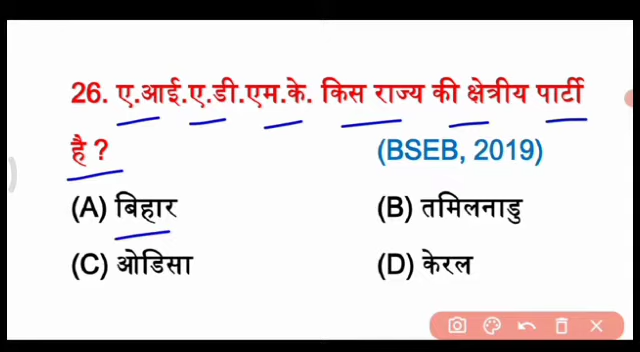 26. ए.आई.ए.डी.एम.के. किस राज्य की क्षेत्रीय पार्टी
है ? (BSEB, 2019)
(A) बिहार (B) तमिलनाडु
(C) ओडिसा (D) केरल